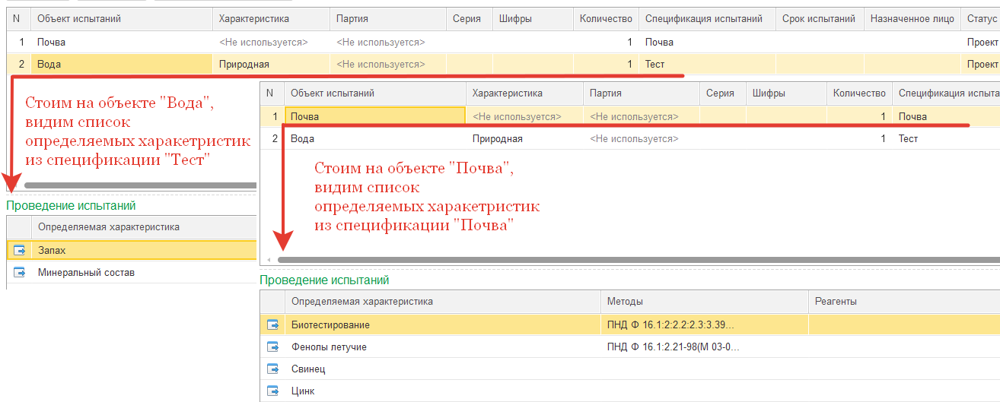 N Объект испытаний Характеристика Партия Серия Шифры Количество Спецификация испытаний Срок испытаний Назначенное лицо Статус
1 Почва <Не используется> <Не используется> 1 Почва Проект
2 Вода Природная <Не используется> 1 Тест Проект
Стоим на объекте "Вода",
видим список
определяемых характеристик
из спецификации "Тест"
Проведение испытаний
Определяемая характеристика
Запах
Минеральный состав
N Объект испытаний Характеристика Партия Серия Шифры Количество Спецификация испыта
1 Почва <Не используется> <Не используется> 1 Почва
2 Вода Природная <Не используется> 1 Тест
Стоим на объекте "Почва",
видим список
определяемых харакетристик
из спецификации "Почва"
Проведение испытаний
Определяемая характеристика Методы Реагенты
Биотестирование ПНД Ф 16.1:2:2.2:2.3:3.39...
Фенолы летучие ПНД Ф 16.1:2.21-98(М 03-0...
Свинец
Цинк